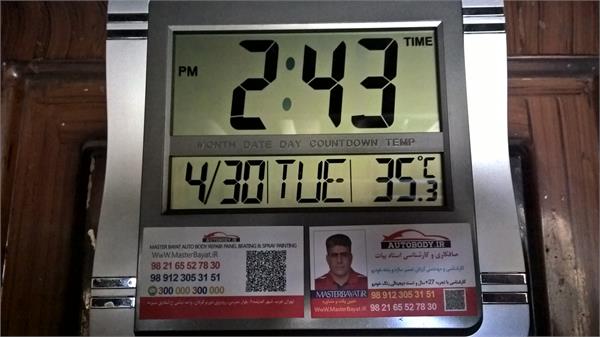 TIME
PM 2:43
MONTH DATE DAY COUNTDOWN TEMP
4/30 TUE 35.3°C
AUTOBODY.IR
MASTER BAYAT AUTO BODY REPAIR PANEL BEATING & SPRAY PAINTING
WwW.MasterBayat.iR
98 21 65 52 78 30
98 912 305 31 51
300 000 300 000
AUTOBODY.IR
صافکاری و کارشناسی استاد بیات
MASTERBAYAT.iR
98 912 305 31 51
WwW.MasterBayat.iR
98 21 65 52 78 30